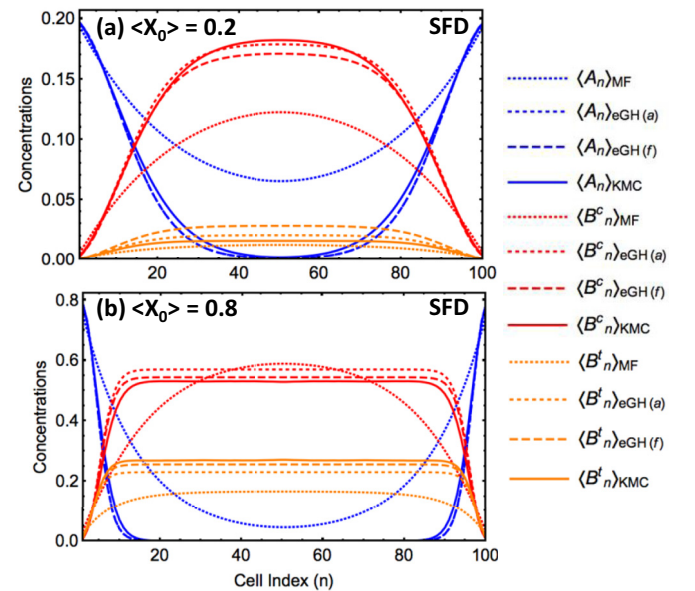 (a) <X₀> = 0.2 SFD
0.20
0.15
0.10
0.05
0.00
Concentrations
20 40 60 80 100
(b) <X₀> = 0.8 SFD
0.8
0.6
0.4
0.2
0.0
Concentrations
20 40 60 80 100
Cell Index (n)
⟨Aₙ⟩MF
⟨Aₙ⟩eGH(a)
⟨Aₙ⟩eGH(f)
⟨Aₙ⟩KMC
⟨Bᶜₙ⟩MF
⟨Bᶜₙ⟩eGH(a)
⟨Bᶜₙ⟩eGH(f)
⟨Bᶜₙ⟩KMC
⟨Bᵗₙ⟩MF
⟨Bᵗₙ⟩eGH(a)
⟨Bᵗₙ⟩eGH(f)
⟨Bᵗₙ⟩KMC